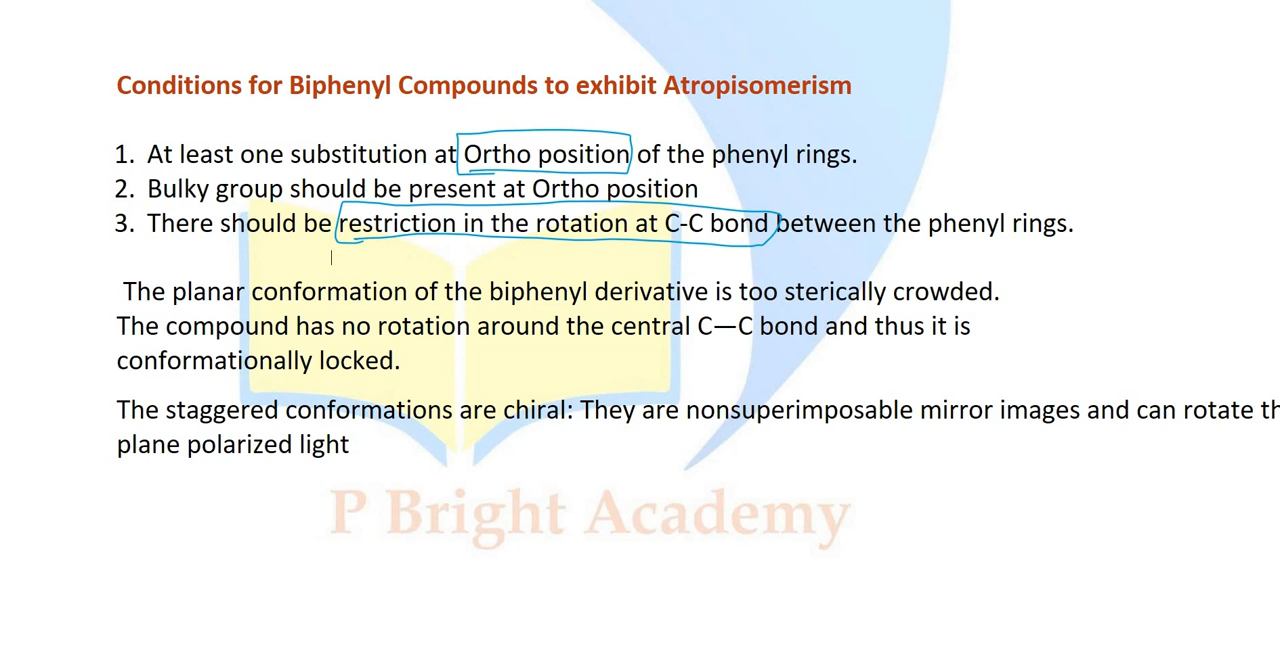 Conditions for Biphenyl Compounds to exhibit Atropisomerism
1. At least one substitution at Ortho position of the phenyl rings.
2. Bulky group should be present at Ortho position
3. There should be restriction in the rotation at C-C bond between the phenyl rings.
The planar conformation of the biphenyl derivative is too sterically crowded.
The compound has no rotation around the central C—C bond and thus it is
conformationally locked.
The staggered conformations are chiral: They are nonsuperimposable mirror images and can rotate th
plane polarized light
P Bright Academy